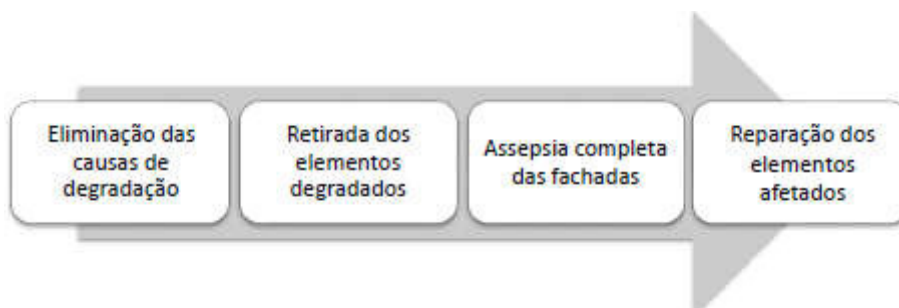 Eliminação das
causas de
degradação
Retirada dos
elementos
degradados
Assepsia completa
das fachadas
Reparação dos
elementos
afetados